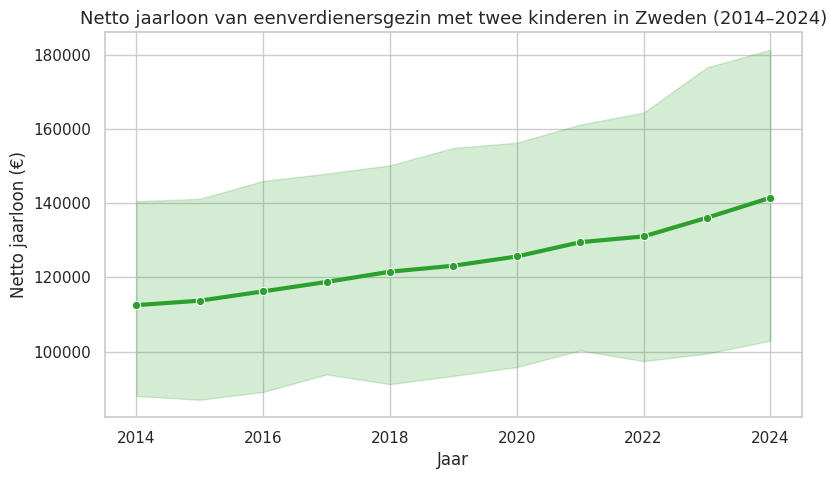 Netto jaarloon van eenverdienersgezin met twee kinderen in Zweden (2014–2024)
Netto jaarloon (€)
180000
160000
140000
120000
100000
2014 2016 2018 2020 2022 2024
Jaar